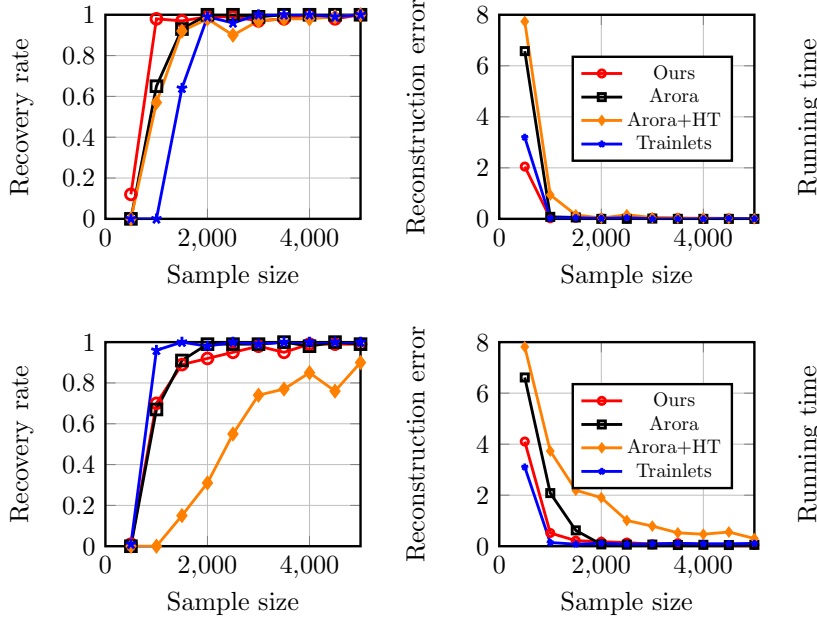 Recovery rate
1
0.8
0.6
0.4
0.2
0
0
2,000
4,000
Sample size
Reconstruction error
8
6
4
2
0
0
2,000
4,000
Sample size
Ours
Arora
Arora+HT
Trainlets
Running time
Recovery rate
1
0.8
0.6
0.4
0.2
0
0
2,000
4,000
Sample size
Reconstruction error
8
6
4
2
0
0
2,000
4,000
Sample size
Ours
Arora
Arora+HT
Trainlets
Running time